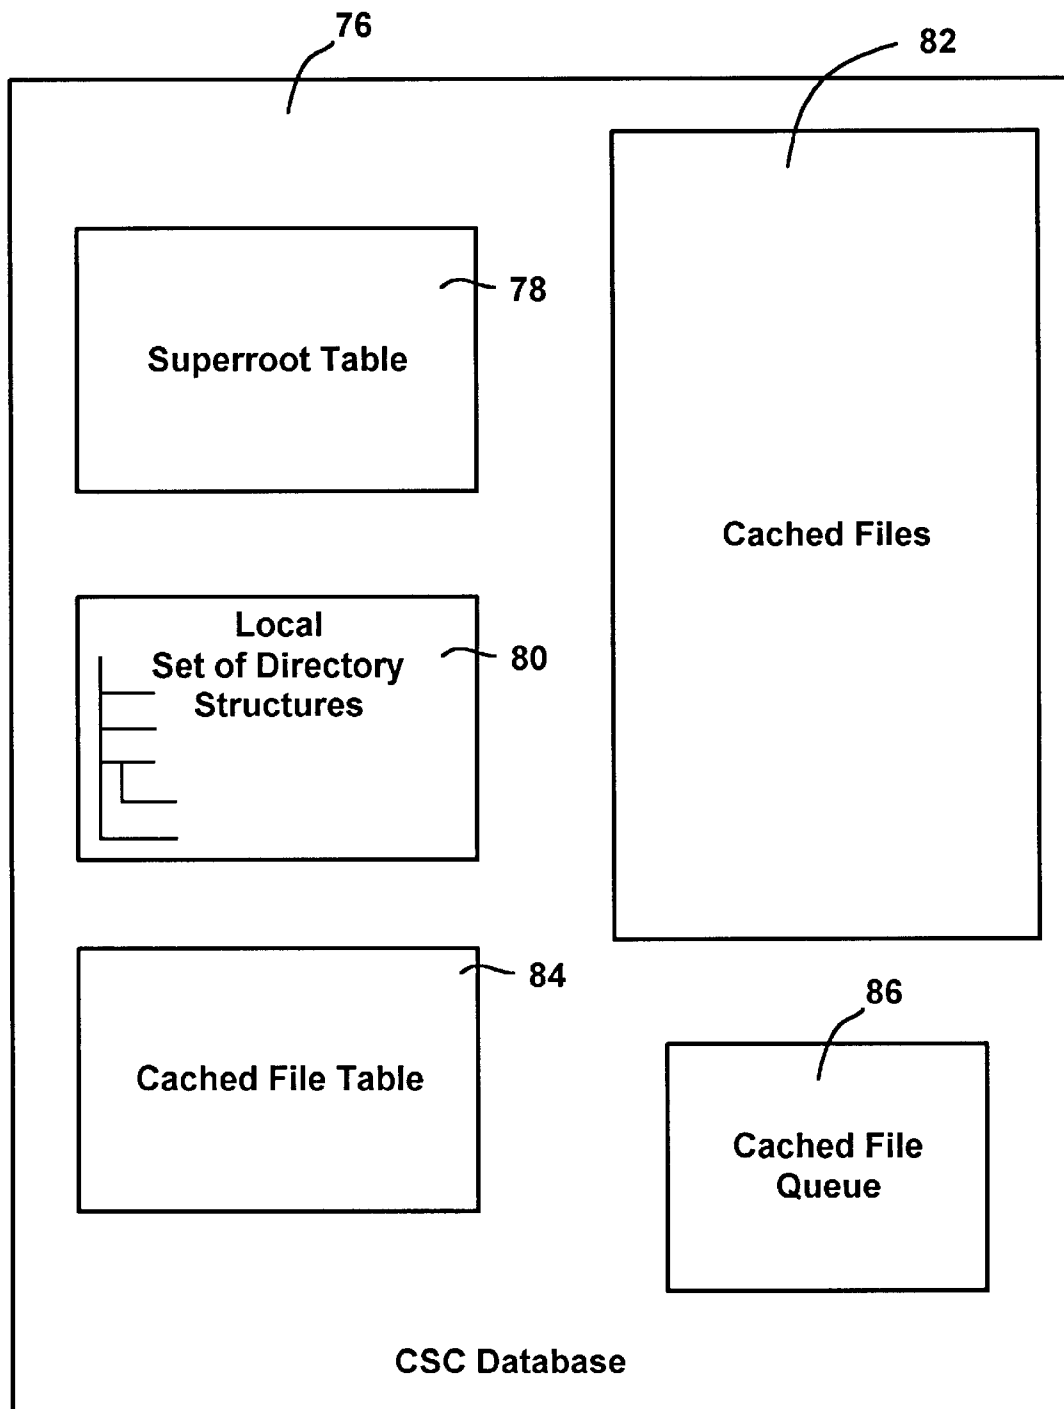 76
82
78
Superroot Table
Cached Files
Local
Set of Directory
Structures
80
84
Cached File Table
86
Cached File
Queue
CSC Database